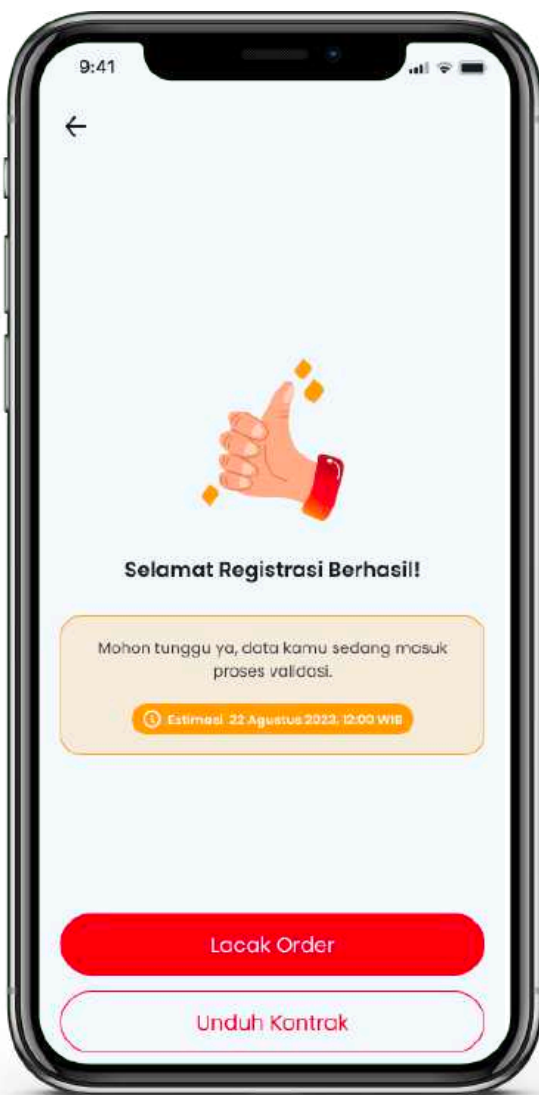 9:41
Selamat Registrasi Berhasil!
Mohon tunggu ya, data kamu sedang masuk
proses validasi.
Estimasi 22 Agustus 2023, 12:00 WIB
Lacak Order
Unduh Kontrak